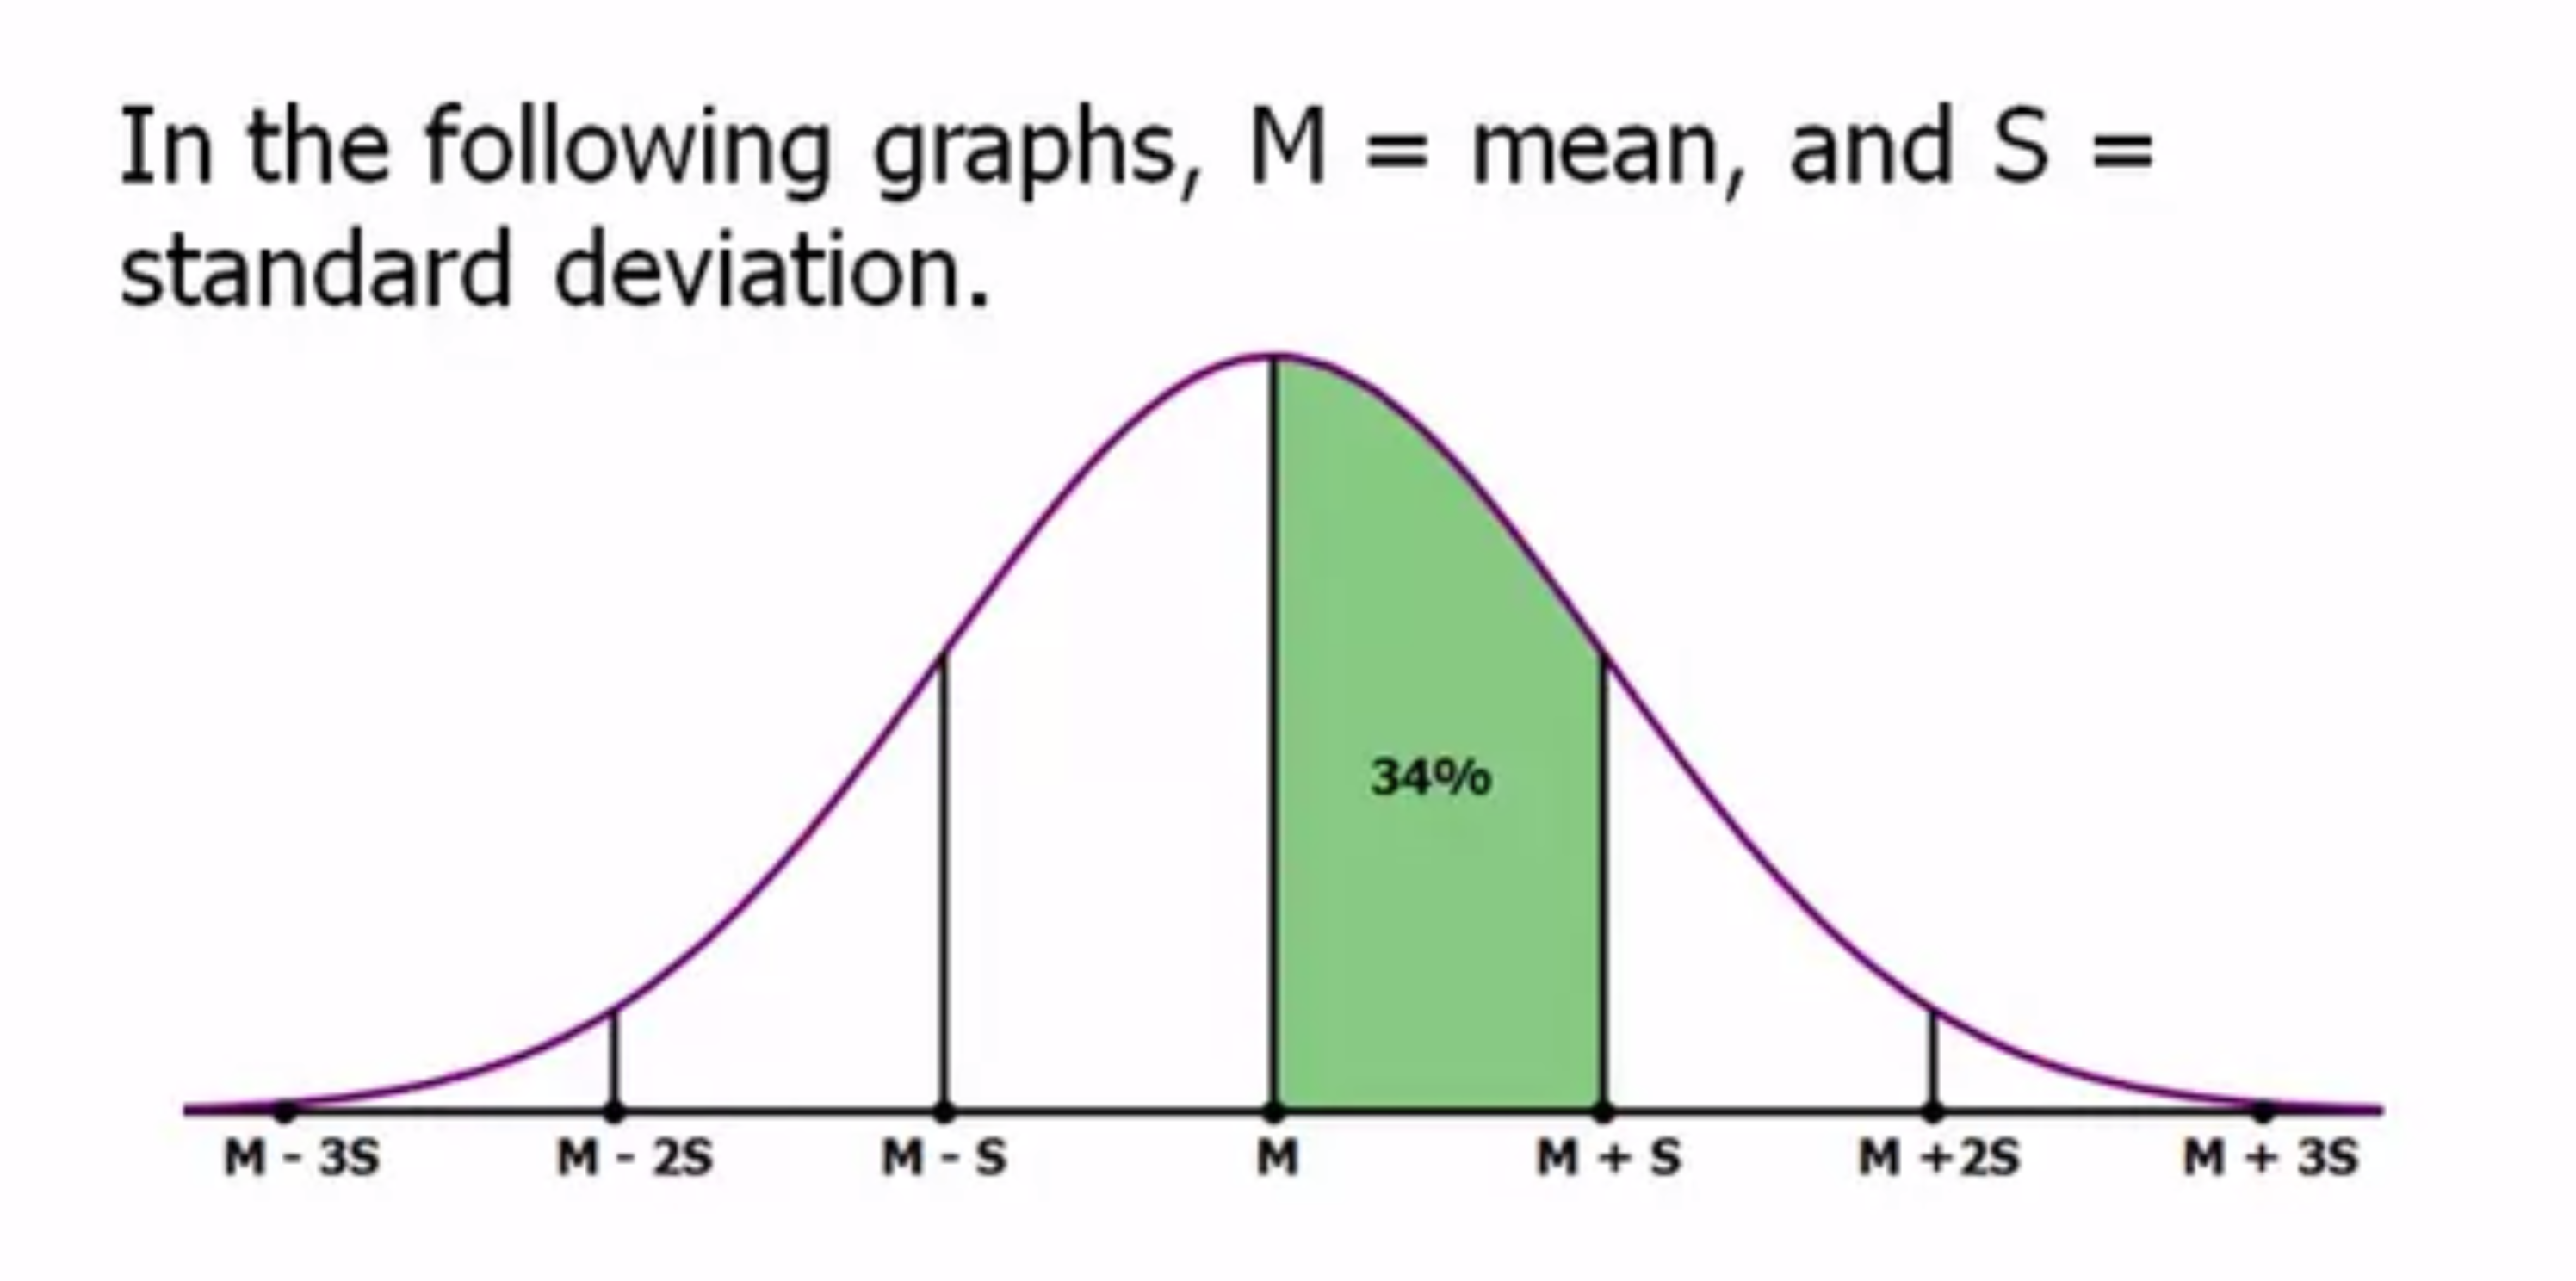 In the following graphs, M = mean, and S =
standard deviation.
34%
M - 3S
M - 2S
M - S
M
M + S
M +2S
M + 3S